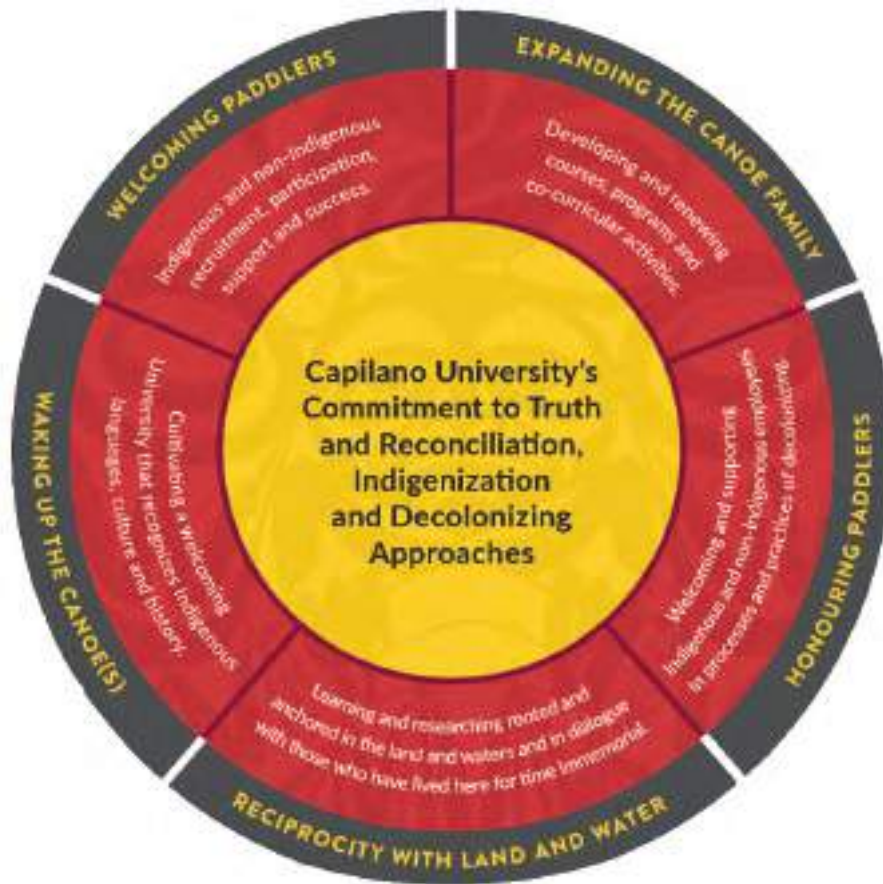 Capilano University's
Commitment to Truth
and Reconciliation,
Indigenization
and Decolonizing
Approaches
WELCOMING PADDLERS
Indigenous and non-Indigenous
recruitment, participation,
support and success.
EXPANDING THE CANOE FAMILY
Developing and renewing
courses, programs and
co-curricular activities.
HONOURING PADDLERS
Welcoming and supporting
Indigenous and non-Indigenous employees
in processes and practices of decolonizing.
RECIPROCITY WITH LAND AND WATER
Learning and researching rooted and
anchored in the land and waters and in dialogue
with those who have lived here for time immemorial.
WAKING UP THE CANOE(S)
Cultivating a welcoming
University that recognizes Indigenous
languages, culture and history.